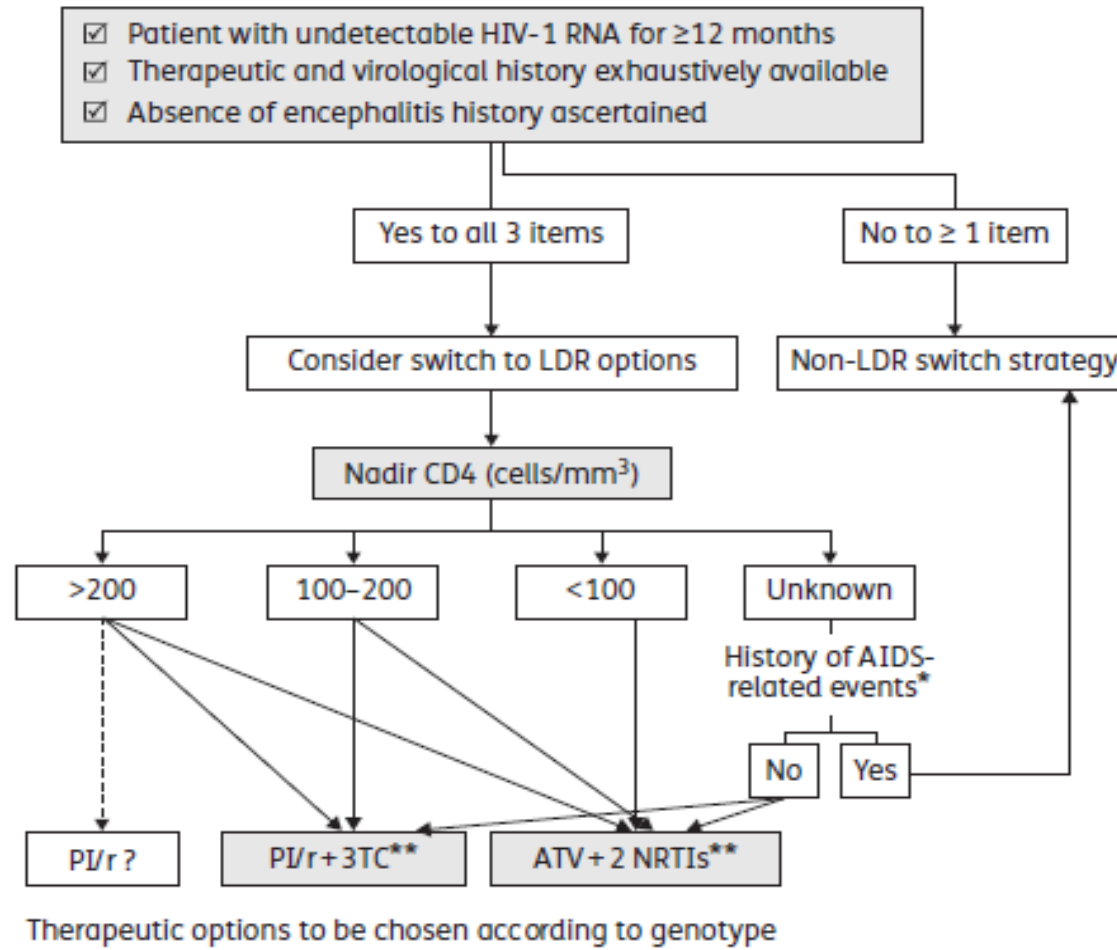 ☑ Patient with undetectable HIV-1 RNA for ≥12 months
☑ Therapeutic and virological history exhaustively available
☑ Absence of encephalitis history ascertained
Yes to all 3 items
No to ≥ 1 item
Consider switch to LDR options
Non-LDR switch strategy
Nadir CD4 (cells/mm³)
>200
100–200
<100
Unknown
History of AIDS-
related events*
No
Yes
PI/r ?
PI/r + 3TC**
ATV + 2 NRTIs**
Therapeutic options to be chosen according to genotype